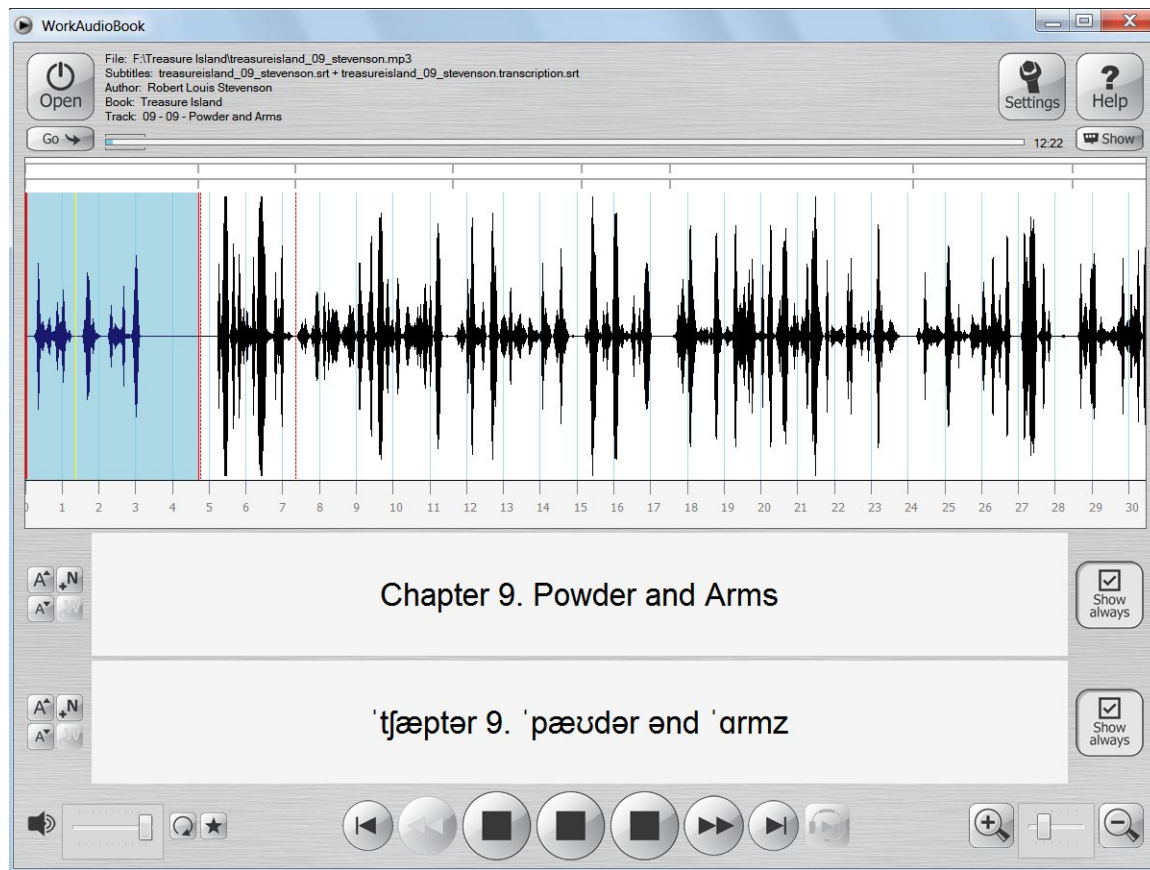 WorkAudioBook
File: F:\Treasure Island\treasureisland_09_stevenson.mp3
Subtitles: treasureisland_09_stevenson.srt + treasureisland_09_stevenson.transcription.srt
Author: Robert Louis Stevenson
Book: Treasure Island
Track: 09 - 09 - Powder and Arms
Open
Settings
Help
Go
12:22
Show
0 1 2 3 4 5 6 7 8 9 10 11 12 13 14 15 16 17 18 19 20 21 22 23 24 25 26 27 28 29 30
A +N
A W
Chapter 9. Powder and Arms
Show always
A +N
A W
ˈtʃæptər 9. ˈpæʊdər ənd ˈɑrmz
Show always